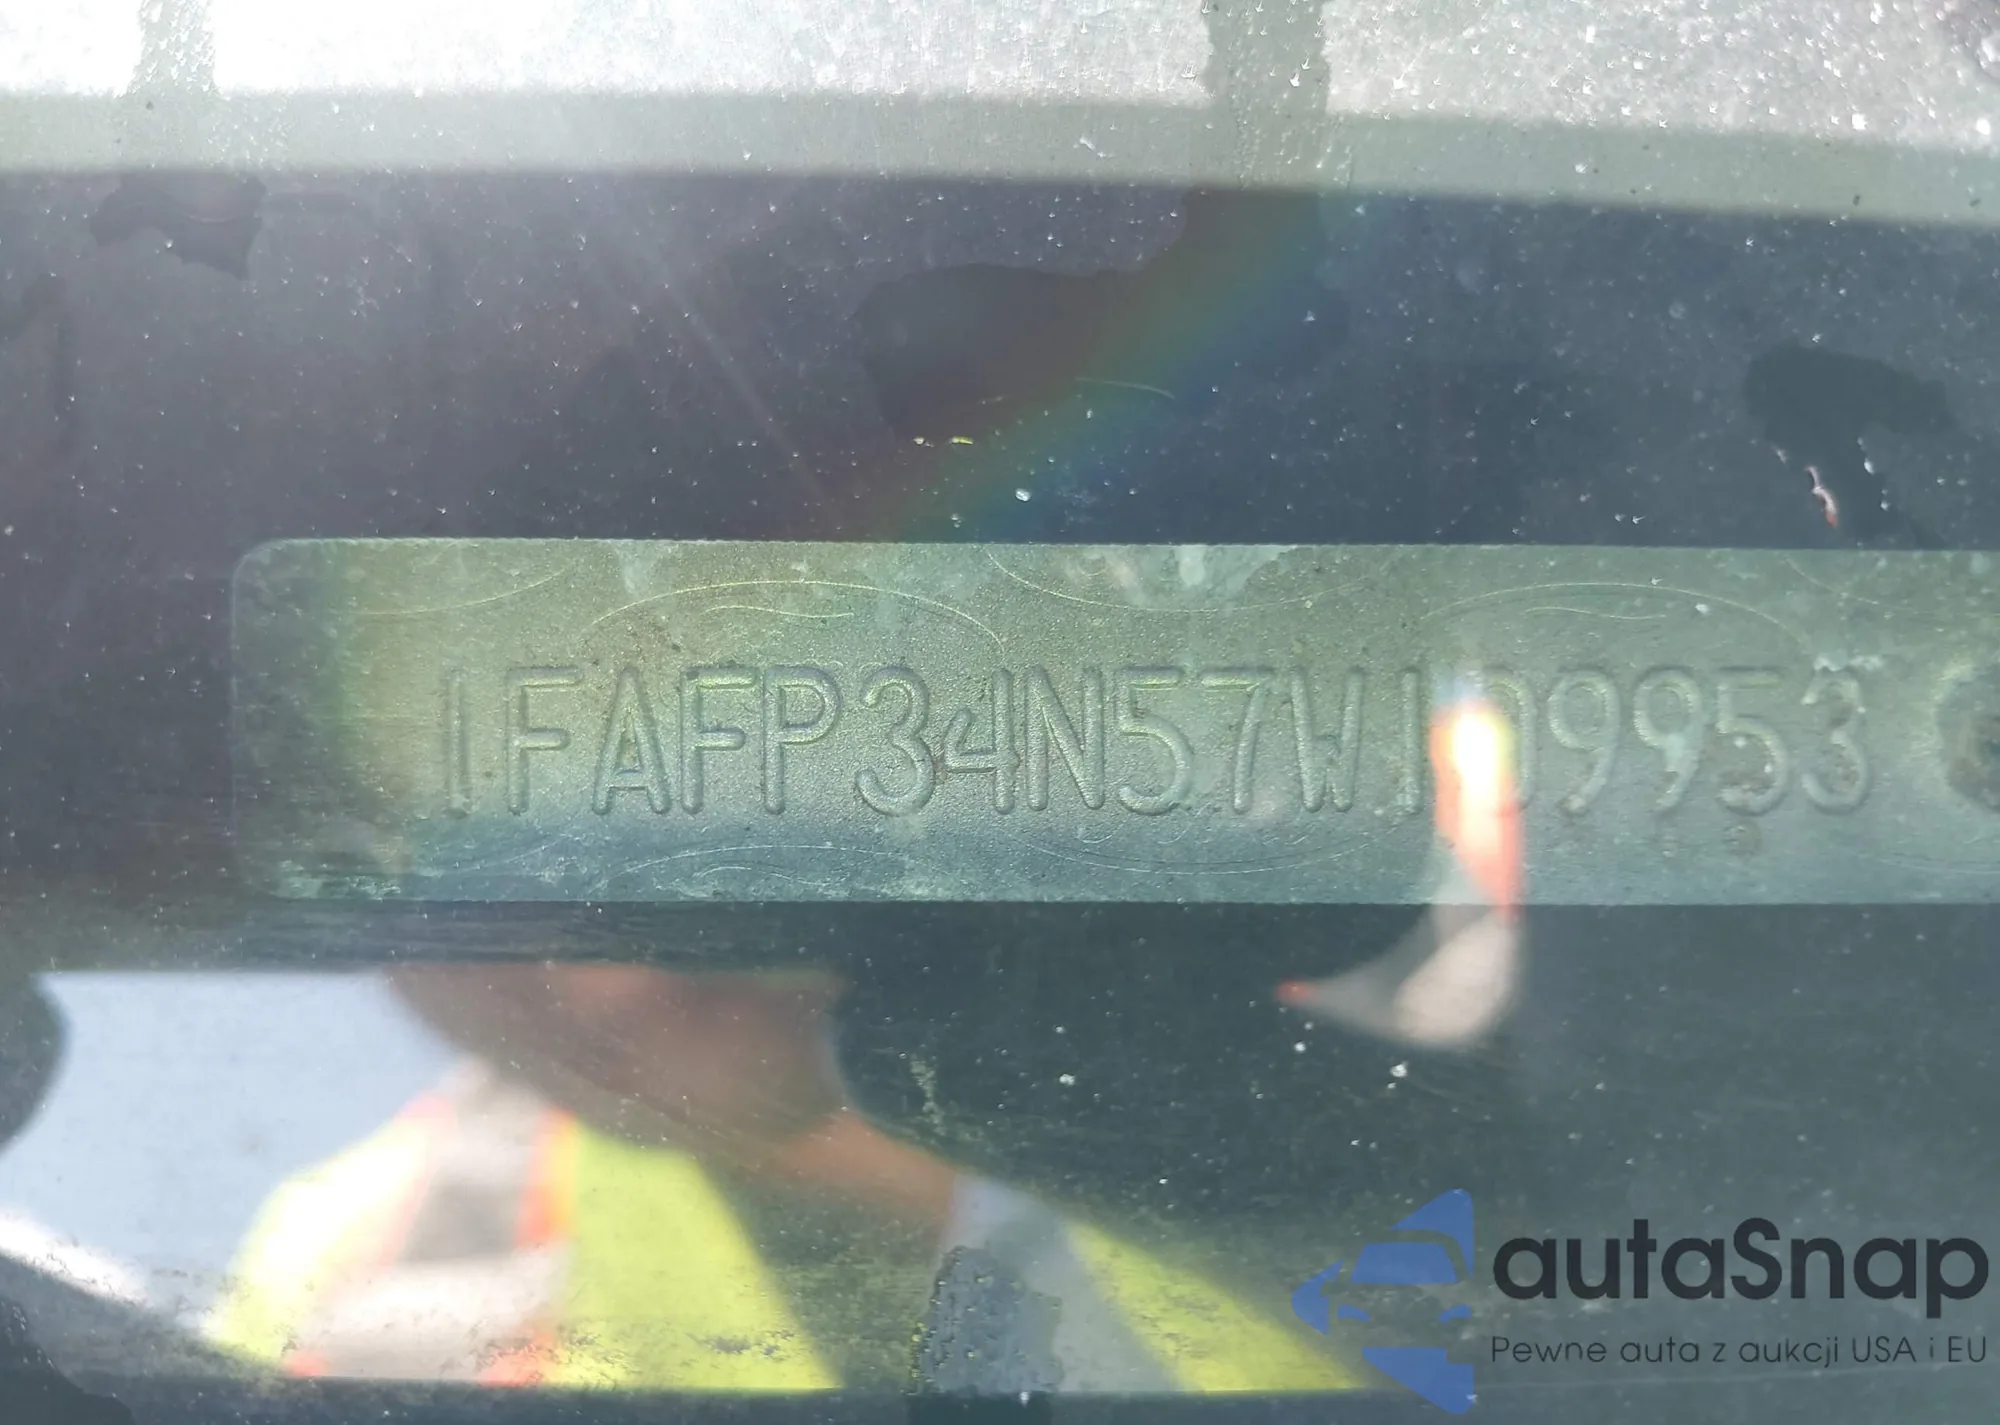 1FAFP34N57W109953
autaSnap
Pewne auta z aukcji USA i EU